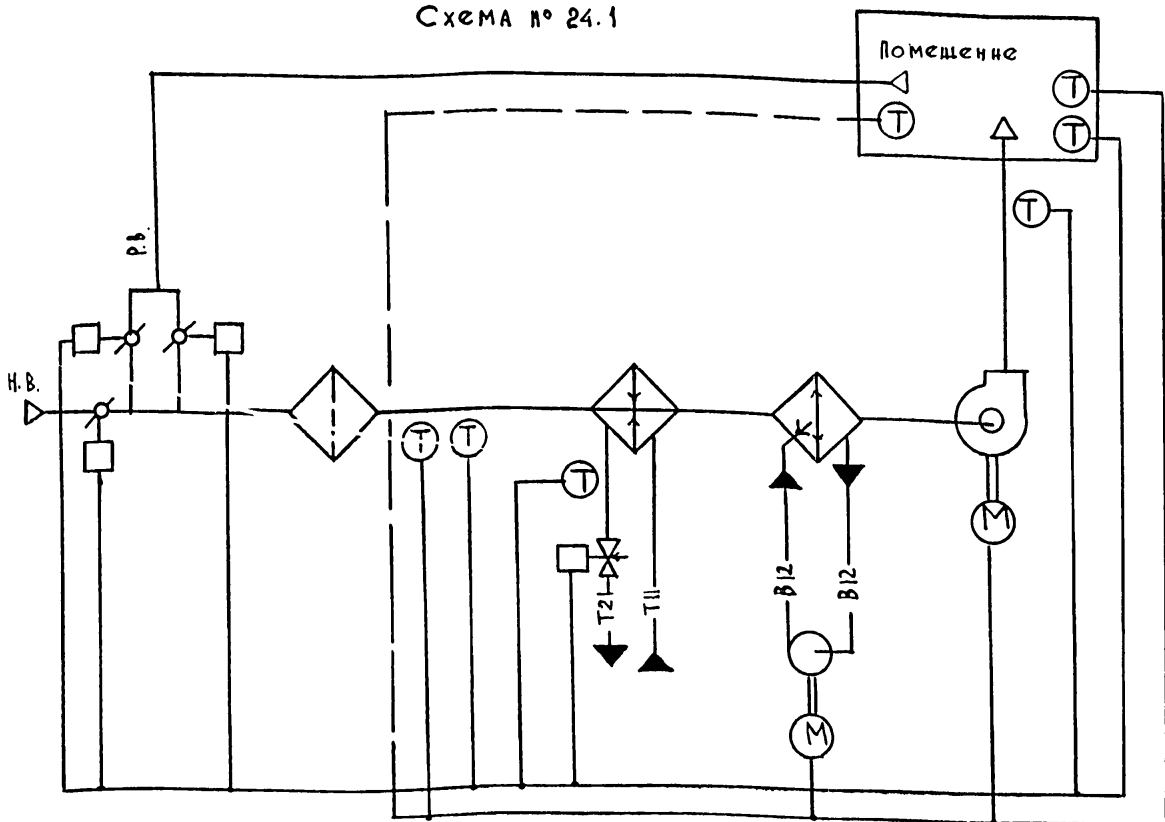 Схема № 24.1
Помещение
Т
Т
Т
Т
Р.В.
Н.В.
Т
Т
Т
М
В12
В12
Т21
Т11
М